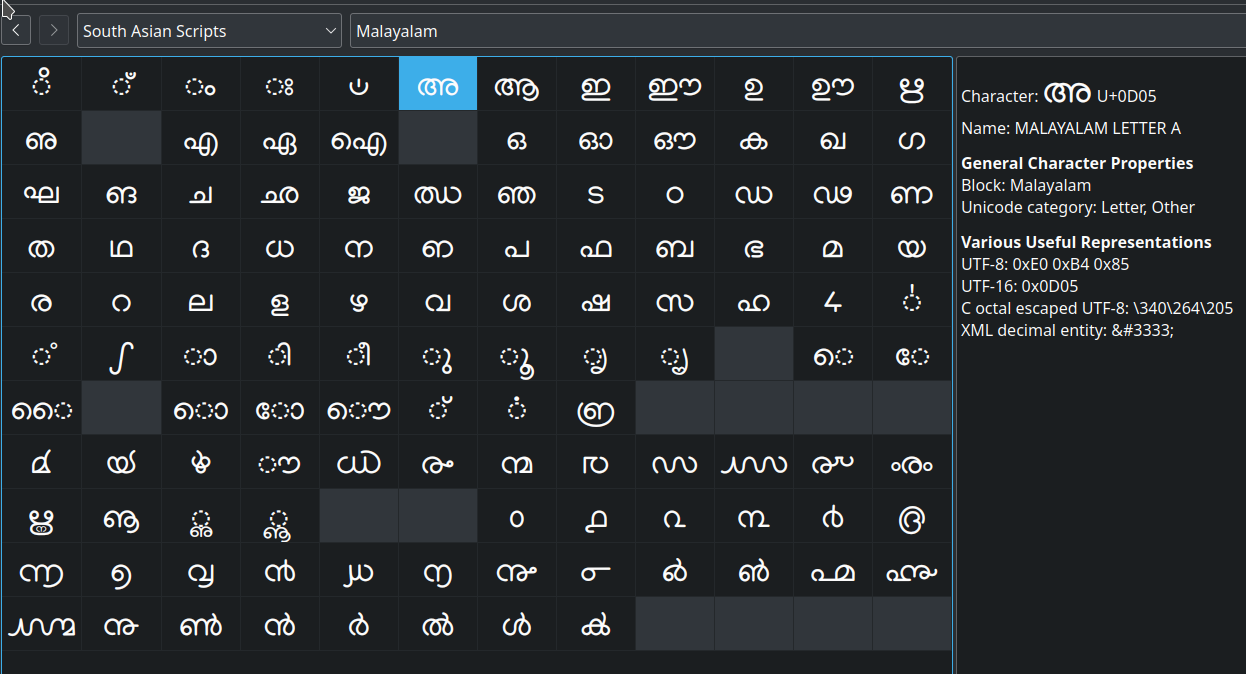 South Asian Scripts Malayalam
ഀ ഁ ം ഃ ഄ അ ആ ഇ ഈ ഉ ഊ ഋ
ഌ എ ഏ ഐ ഒ ഓ ഔ ക ഖ ഗ
ഘ ങ ച ഛ ജ ഝ ഞ ട ഠ ഡ ഢ ണ
ത ഥ ദ ധ ന ഩ പ ഫ ബ ഭ മ യ
ര റ ല ള ഴ വ ശ ഷ സ ഹ ഺ ഻
഼ ഽ ാ ി ീ ു ൂ ൃ ൄ െ േ
ൈ ൊ ോ ൌ ് ൎ ൏
ൔ ൕ ൖ ൗ ൘ ൙ ൚ ൛ ൜ ൝ ൞ ൟ
ൠ ൡ ൢ ൣ ൦ ൧ ൨ ൩ ൪ ൫
൬ ൭ ൮ ൯ ൰ ൱ ൲ ൳ ൴ ൵ ൶ ൷
൸ ൹ ൺ ൻ ർ ൽ ൾ ൿ
Character: അ U+0D05
Name: MALAYALAM LETTER A
General Character Properties
Block: Malayalam
Unicode category: Letter, Other
Various Useful Representations
UTF-8: 0xE0 0xB4 0x85
UTF-16: 0x0D05
C octal escaped UTF-8: \340\264\205
XML decimal entity: &amp;#3333;